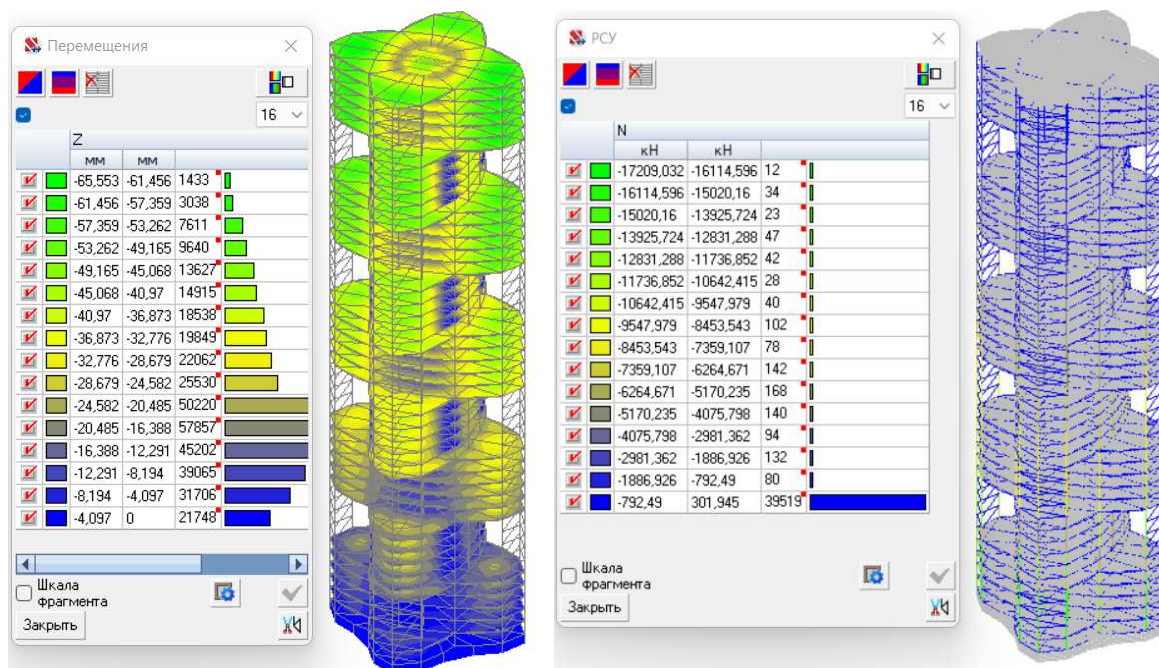 Перемещения
16
Z
мм мм
-65,553 -61,456 1433
-61,456 -57,359 3038
-57,359 -53,262 7611
-53,262 -49,165 9640
-49,165 -45,068 13627
-45,068 -40,97 14915
-40,97 -36,873 18538
-36,873 -32,776 19849
-32,776 -28,679 22062
-28,679 -24,582 25530
-24,582 -20,485 50220
-20,485 -16,388 57857
-16,388 -12,291 45202
-12,291 -8,194 39065
-8,194 -4,097 31706
-4,097 0 21748
Шкала
фрагмента
Закрыть
РСУ
16
N
кН кН
-17209,032 -16114,596 12
-16114,596 -15020,16 34
-15020,16 -13925,724 23
-13925,724 -12831,288 47
-12831,288 -11736,852 42
-11736,852 -10642,415 28
-10642,415 -9547,979 40
-9547,979 -8453,543 102
-8453,543 -7359,107 78
-7359,107 -6264,671 142
-6264,671 -5170,235 168
-5170,235 -4075,798 140
-4075,798 -2981,362 94
-2981,362 -1886,926 132
-1886,926 -792,49 80
-792,49 301,945 39519
Шкала
фрагмента
Закрыть